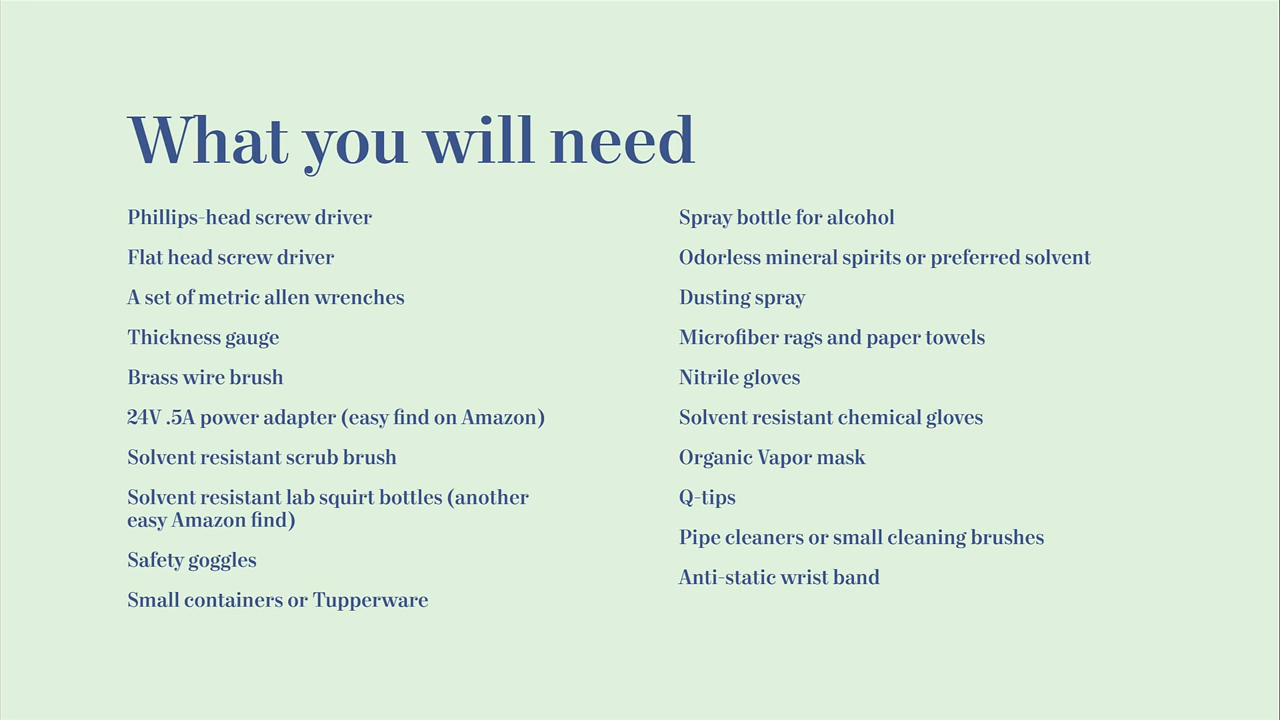 What you will need
Phillips-head screw driver
Flat head screw driver
A set of metric allen wrenches
Thickness gauge
Brass wire brush
24V .5A power adapter (easy find on Amazon)
Solvent resistant scrub brush
Solvent resistant lab squirt bottles (another
easy Amazon find)
Safety goggles
Small containers or Tupperware
Spray bottle for alcohol
Odorless mineral spirits or preferred solvent
Dusting spray
Microfiber rags and paper towels
Nitrile gloves
Solvent resistant chemical gloves
Organic Vapor mask
Q-tips
Pipe cleaners or small cleaning brushes
Anti-static wrist band